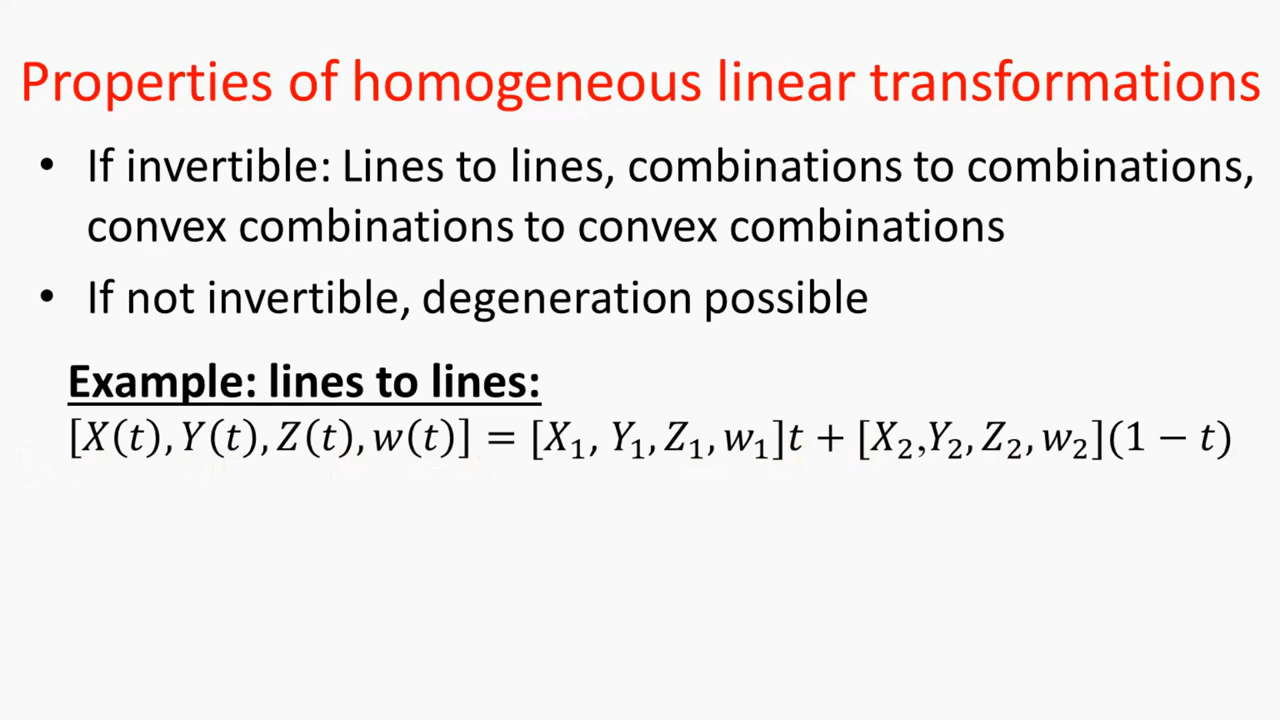 Properties of homogeneous linear transformations
• If invertible: Lines to lines, combinations to combinations,
convex combinations to convex combinations
• If not invertible, degeneration possible
Example: lines to lines:
[X(t), Y(t), Z(t), w(t)] = [X₁, Y₁, Z₁, w₁]t + [X₂,Y₂, Z₂, w₂](1 − t)